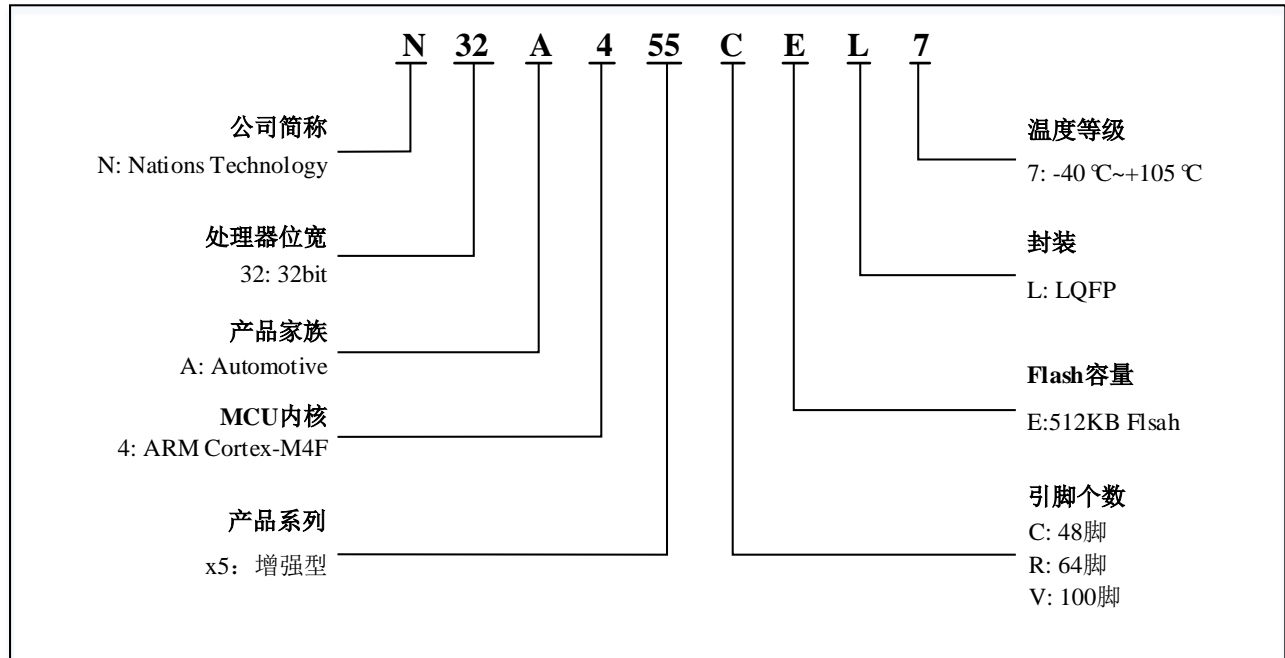 N 32 A 4 55 C E L 7
公司简称
N: Nations Technology
处理器位宽
32: 32bit
产品家族
A: Automotive
MCU内核
4: ARM Cortex-M4F
产品系列
x5：增强型
温度等级
7: -40 ℃~+105 ℃
封装
L: LQFP
Flash容量
E:512KB Flsah
引脚个数
C: 48脚
R: 64脚
V: 100脚